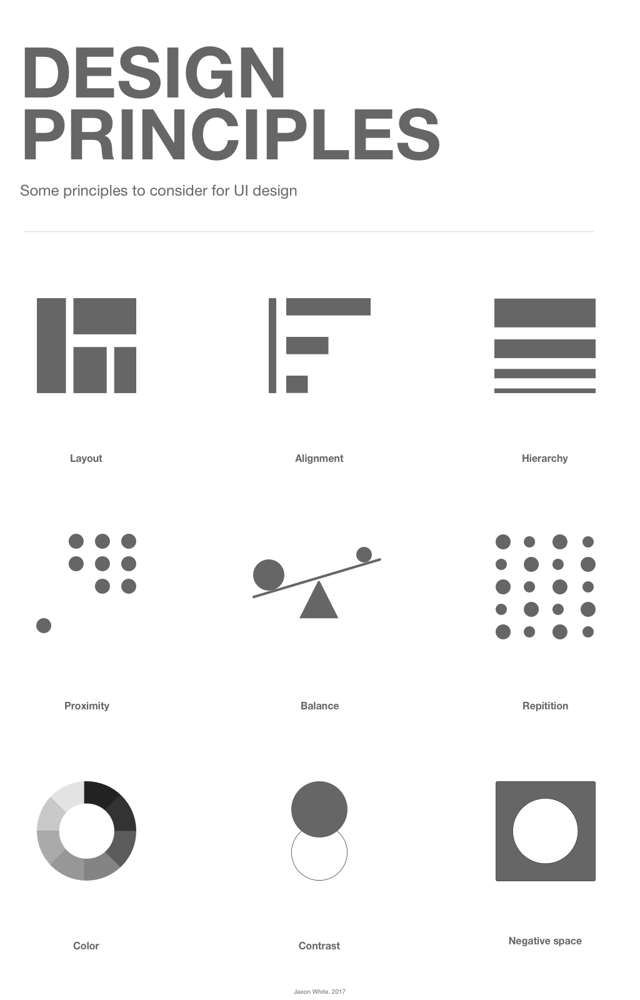 DESIGN
PRINCIPLES
Some principles to consider for UI design
Layout
Alignment
Hierarchy
Proximity
Balance
Repitition
Color
Contrast
Negative space
Jaxon White. 2017